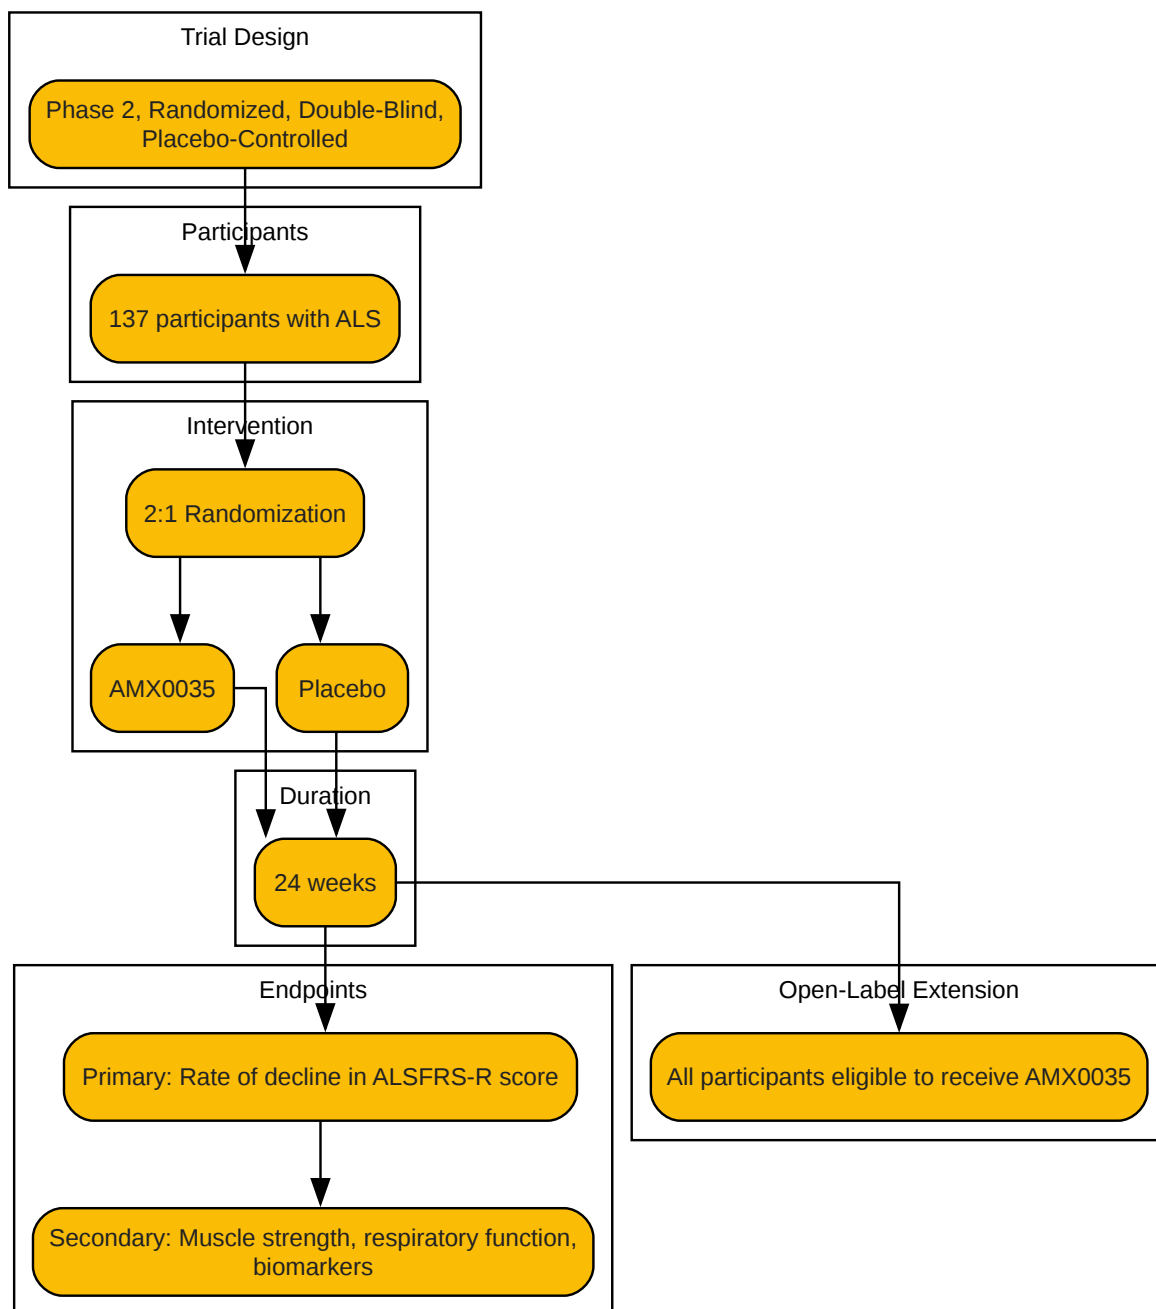 Trial Design
Phase 2, Randomized, Double-Blind,
Placebo-Controlled
Participants
137 participants with ALS
Intervention
2:1 Randomization
AMX0035
Placebo
Duration
24 weeks
Endpoints
Primary: Rate of decline in ALSFRS-R score
Secondary: Muscle strength, respiratory function,
biomarkers
Open-Label Extension
All participants eligible to receive AMX0035